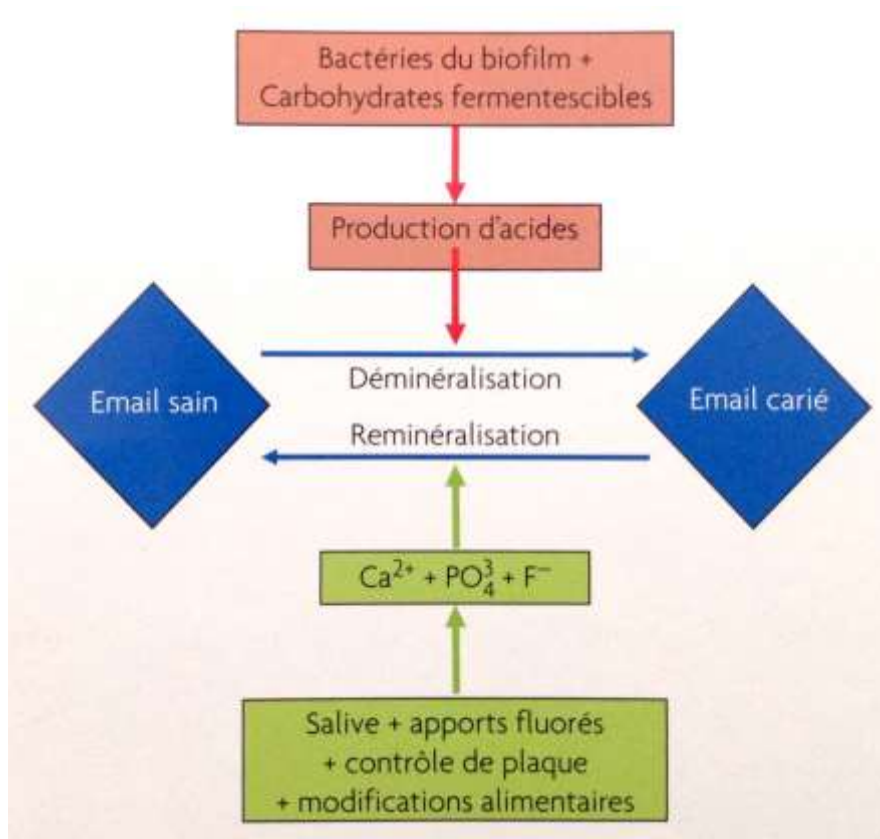 Bactéries du biofilm +
Carbohydrates fermentescibles
Production d'acides
Email sain
Déminéralisation
Reminéralisation
Email carié
Ca²⁺ + PO₄³ + F⁻
Salive + apports fluorés
+ contrôle de plaque
+ modifications alimentaires